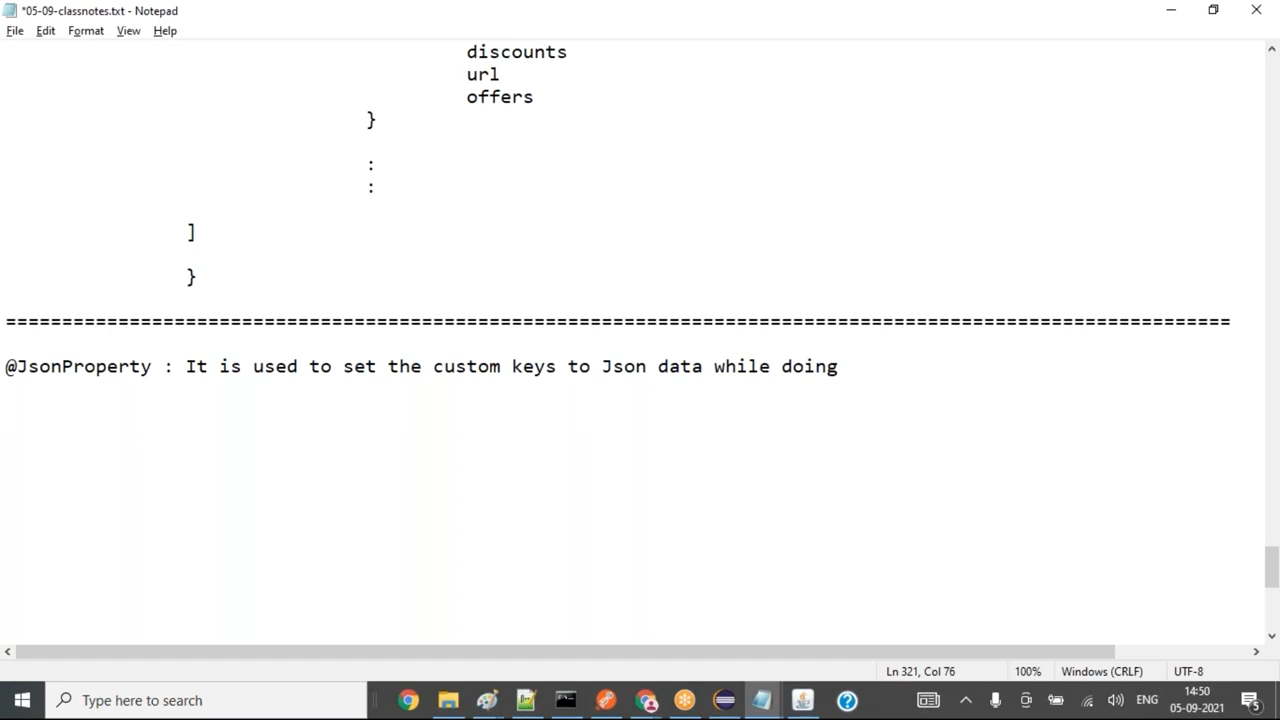 *05-09-classnotes.txt - Notepad
File Edit Format View Help
discounts
url
offers
}
:
:
]
}
=============================================================================================================
@JsonProperty : It is used to set the custom keys to Json data while doing
Ln 321, Col 76 100% Windows (CRLF) UTF-8
Type here to search
ENG
14:50
05-09-2021
5